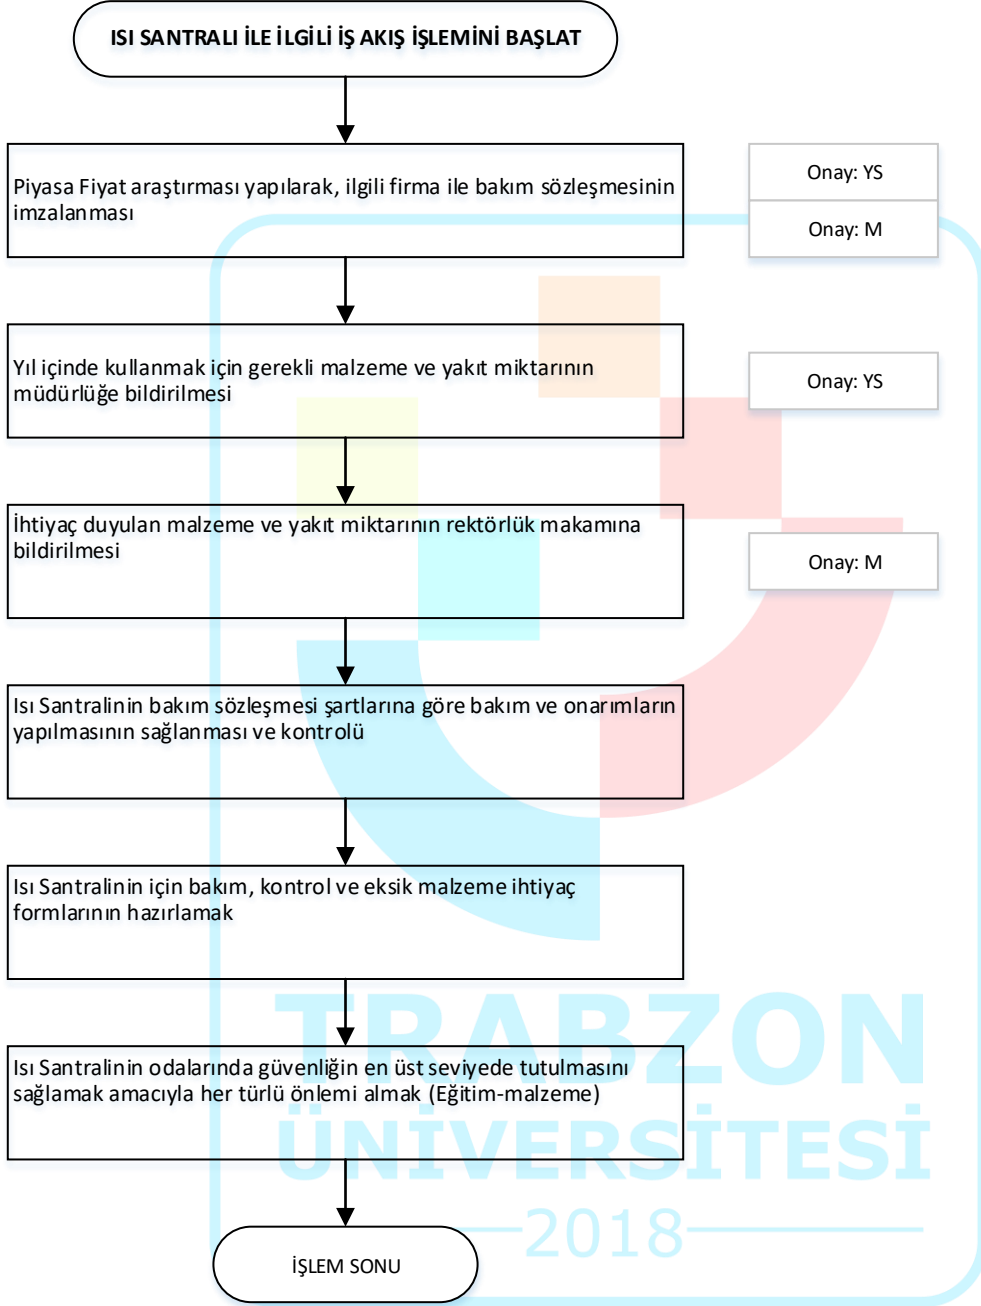 ISI SANTRALI İLE İLGİLİ İŞ AKIŞ İŞLEMİNİ BAŞLAT
Piyasa Fiyat araştırması yapılarak, ilgili firma ile bakım sözleşmesinin
imzalanması
Onay: YS
Onay: M
Yıl içinde kullanmak için gerekli malzeme ve yakıt miktarının
müdürlüğe bildirilmesi
Onay: YS
İhtiyaç duyulan malzeme ve yakıt miktarının rektörlük makamına
bildirilmesi
Onay: M
Isı Santralinin bakım sözleşmesi şartlarına göre bakım ve onarımların
yapılmasının sağlanması ve kontrolü
Isı Santralinin için bakım, kontrol ve eksik malzeme ihtiyaç
formlarının hazırlamak
Isı Santralinin odalarında güvenliğin en üst seviyede tutulmasını
sağlamak amacıyla her türlü önlemi almak (Eğitim-malzeme)
TRABZON
ÜNİVERSİTESİ
2018
İŞLEM SONU